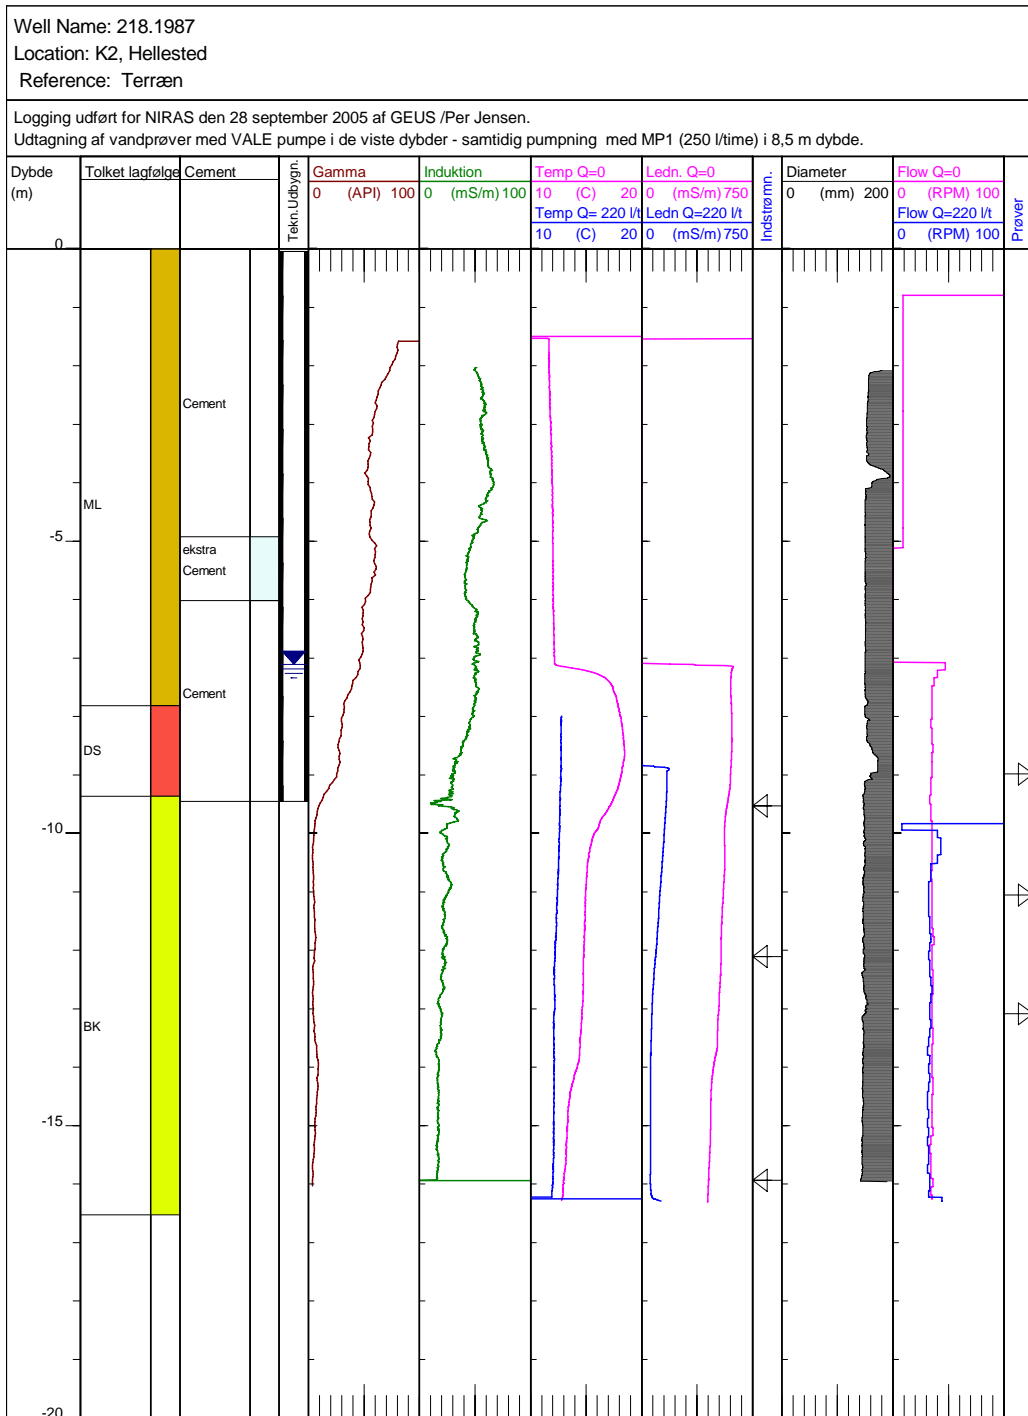 Well Name: 218.1987
Location: K2, Hellested
Reference: Terræn
Logging udført for NIRAS den 28 september 2005 af GEUS /Per Jensen.
Udtagning af vandprøver med VALE pumpe i de viste dybder - samtidig pumpning med MP1 (250 l/time) i 8,5 m dybde.
Dybde
(m)
Tolket lagfølge
Cement
Tekn.Udbygn.
Gamma
0 (API) 100
Induktion
0 (mS/m) 100
Temp Q=0
10 (C) 20
Temp Q= 220 l/t
10 (C) 20
Ledn. Q=0
0 (mS/m) 750
Ledn Q=220 l/t
0 (mS/m) 750
Indstrømn.
Diameter
0 (mm) 200
Flow Q=0
0 (RPM) 100
Flow Q=220 l/t
0 (RPM) 100
Prøver
0
Cement
ML
-5
ekstra
Cement
Cement
DS
-10
BK
-15
-20